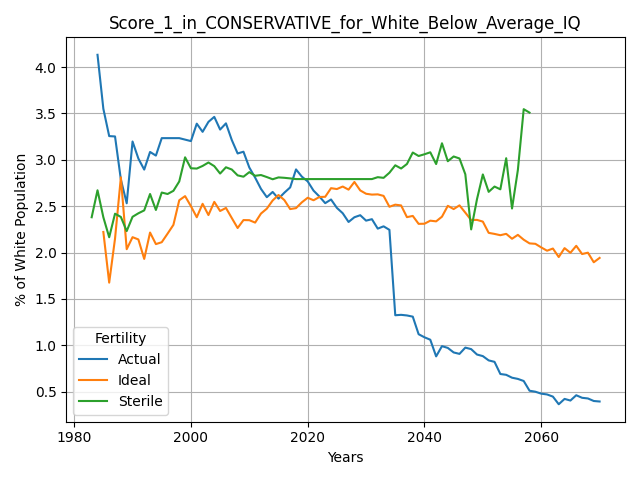 Score_1_in_CONSERVATIVE_for_White_Below_Average_IQ
% of White Population
4.0
3.5
3.0
2.5
2.0
1.5
1.0
0.5
Fertility
Actual
Ideal
Sterile
1980
2000
2020
2040
2060
Years